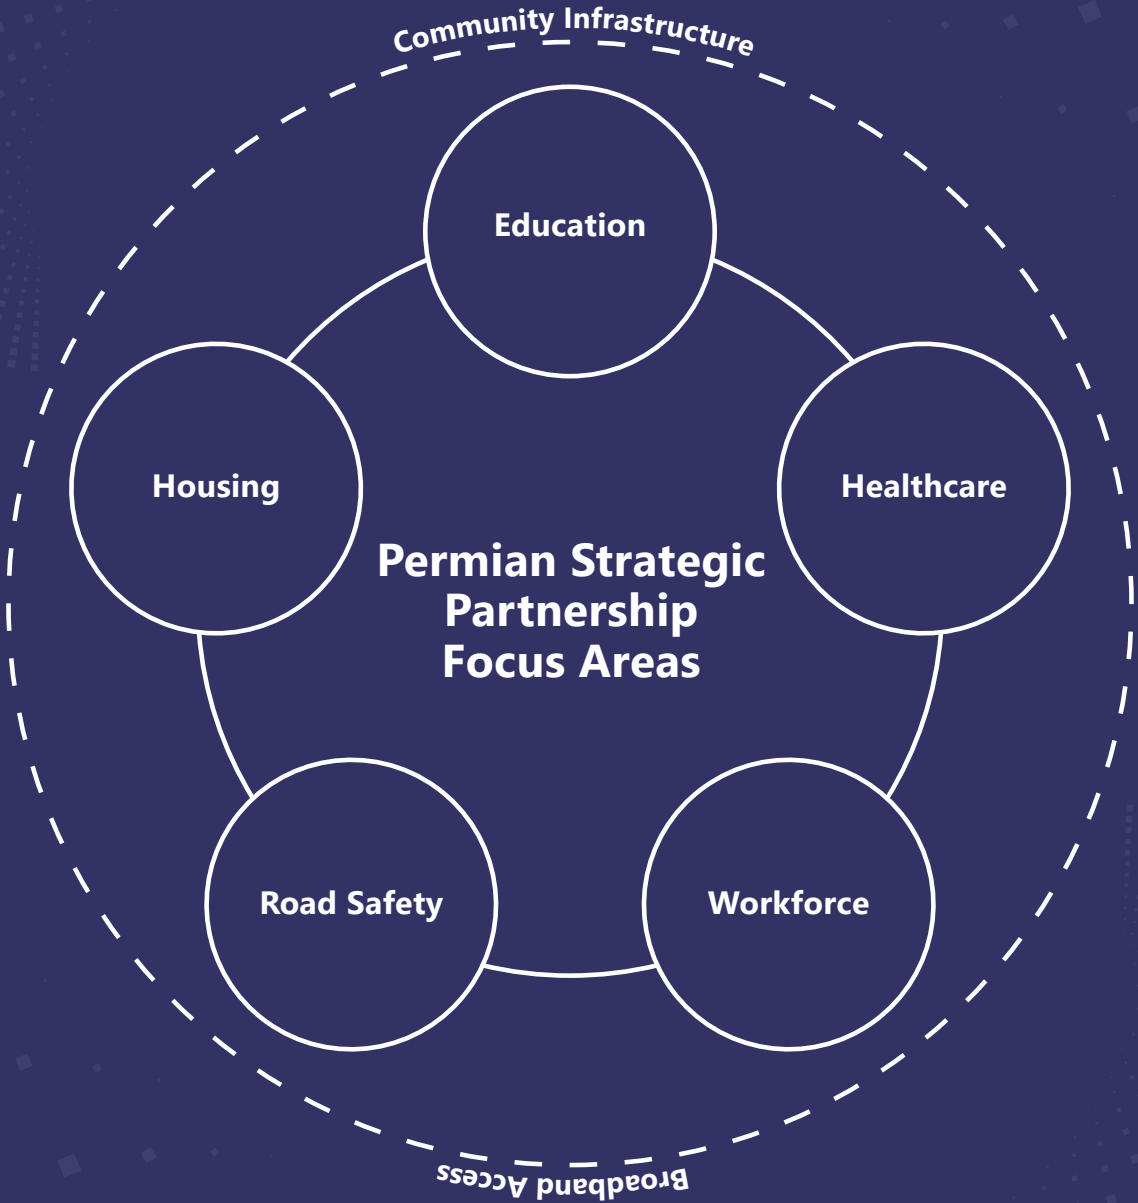 Community Infrastructure
Education
Housing
Healthcare
Permian Strategic
Partnership
Focus Areas
Road Safety
Workforce
Broadband Access